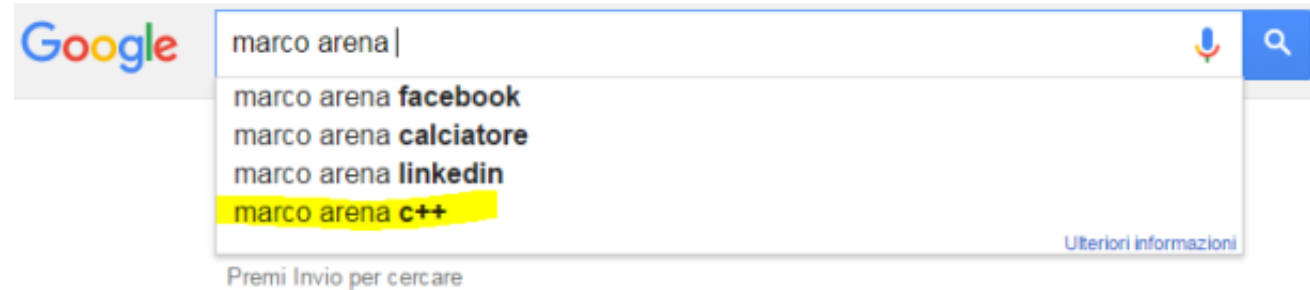 Google marco arena
marco arena facebook
marco arena calciatore
marco arena linkedin
marco arena c++
Ulteriori informazioni
Premi Invio per cercare